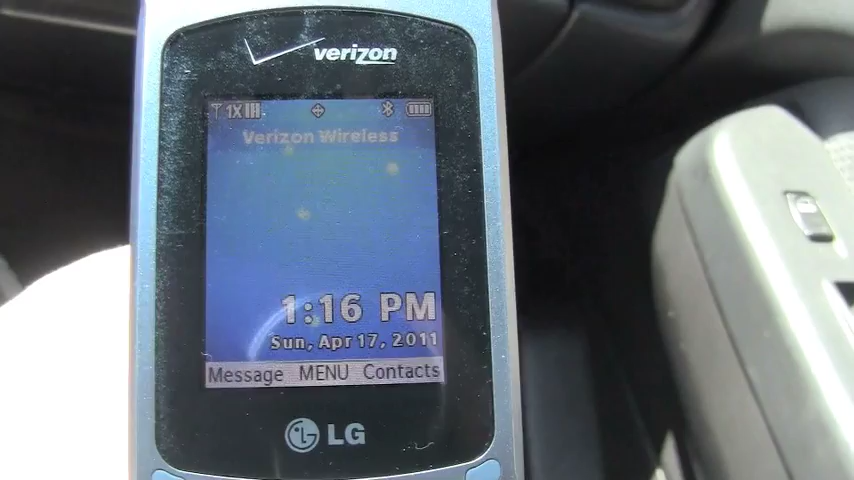 verizon
1X
Verizon Wireless
1:16 PM
Sun, Apr 17, 2011
Message MENU Contacts
LG